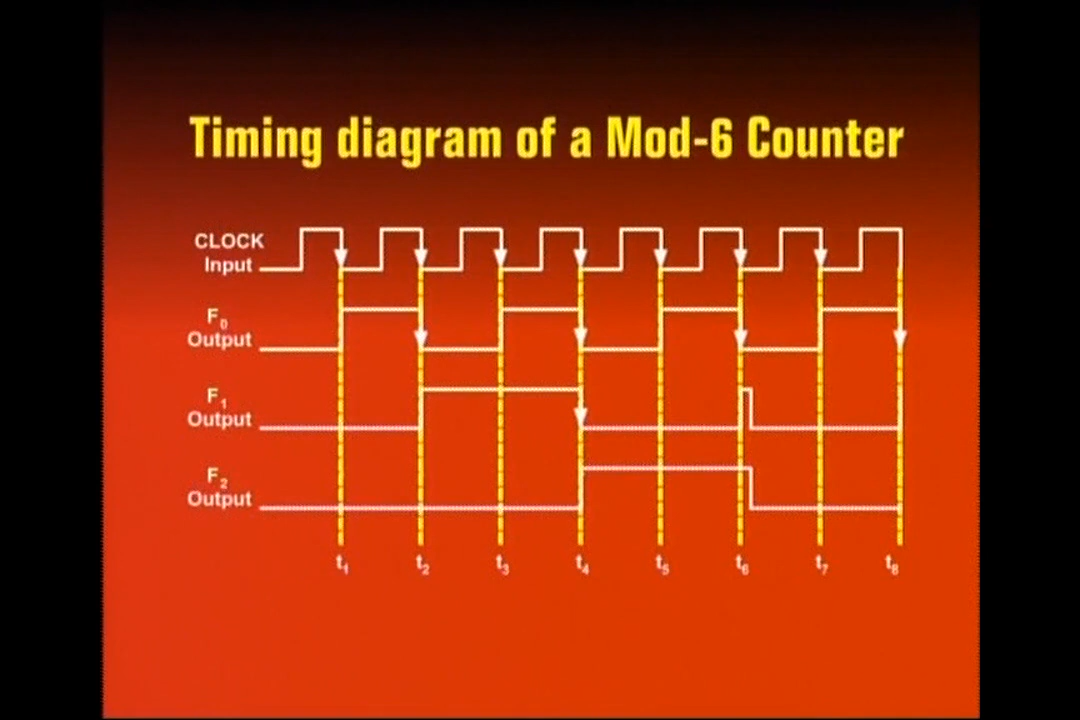 Timing diagram of a Mod-6 Counter
CLOCK
Input
F0
Output
F1
Output
F2
Output
t1 t2 t3 t4 t5 t6 t7 t8